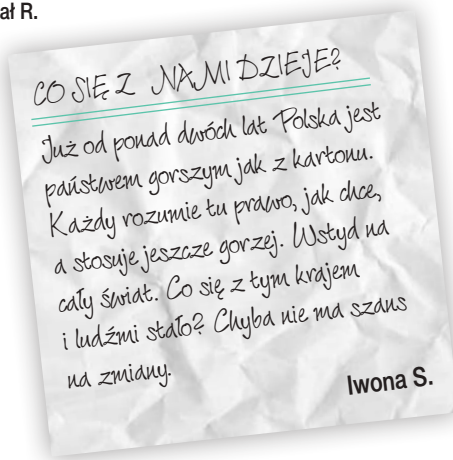 ał R.
CO SIĘ Z NAMI DZIEJE?
Już od ponad dwóch lat Polska jest
państwem gorszym jak z kartonu.
Każdy rozumie tu prawo, jak chce,
a stosuje jeszcze gorzej. Wstyd na
cały świat. Co się z tym krajem
i ludźmi stało? Chyba nie ma szans
na zmiany.
Iwona S.